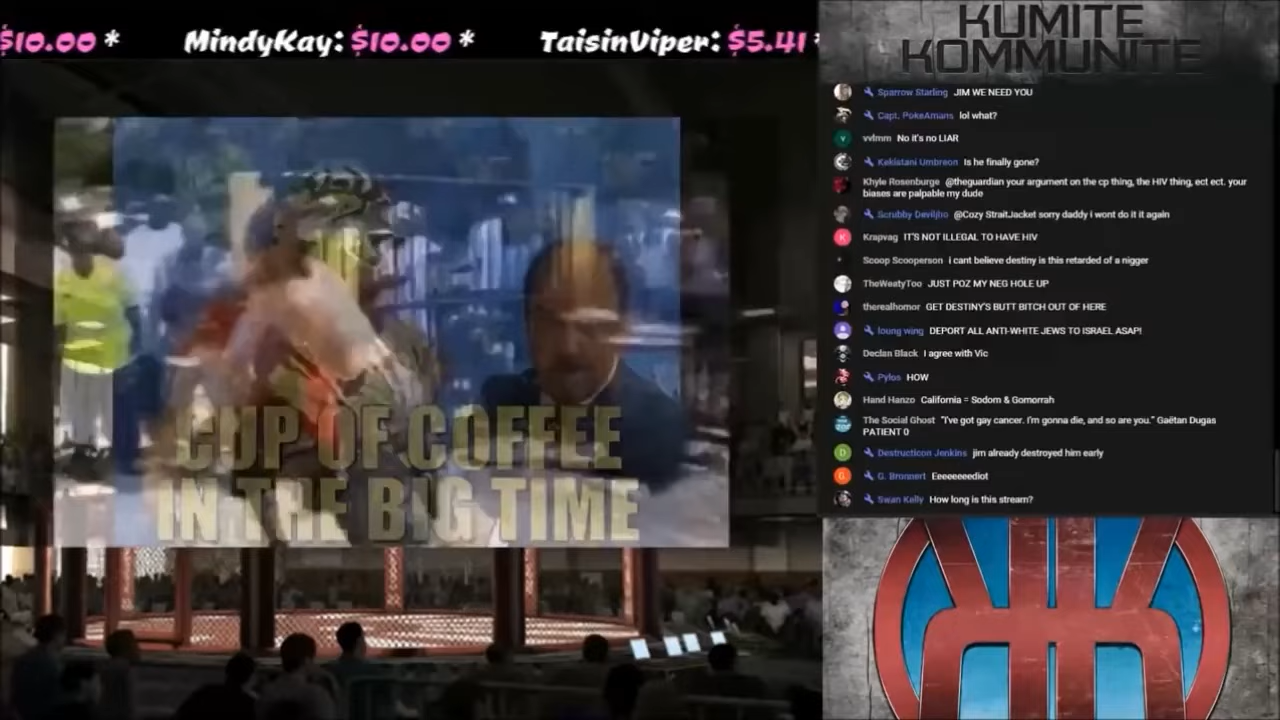 $10.00 * MindyKay: $10.00 * TaisinViper: $5.41 *
KUMITE
KOMMUNITE
Sparrow Starling JIM WE NEED YOU
Capt. PokeAmans lol what?
V vvlmm No it's no LIAR
Kekistani Umbreon Is he finally gone?
Khyle Rosenburge @theguardian your argument on the cp thing, the HIV thing, ect ect. your
biases are palpable my dude
Scrubby Deviljho @Cozy StraitJacket sorry daddy i wont do it it again
K Krapvag IT'S NOT ILLEGAL TO HAVE HIV
Scoop Scooperson i cant believe destiny is this retarded of a nigger
TheWeatyToo JUST POZ MY NEG HOLE UP
therealhomor GET DESTINY'S BUTT BITCH OUT OF HERE
loung wing DEPORT ALL ANTI-WHITE JEWS TO ISRAEL ASAP!
Declan Black I agree with Vic
Pylos HOW
Hand Hanzo California = Sodom & Gomorrah
The Social Ghost "I've got gay cancer. I'm gonna die, and so are you." Gaëtan Dugas
PATIENT 0
D Destructicon Jenkins jim already destroyed him early
G. G. Bronnert Eeeeeeeediot
Swan Kelly How long is this stream?
CUP OF COFFEE
IN THE BIG TIME